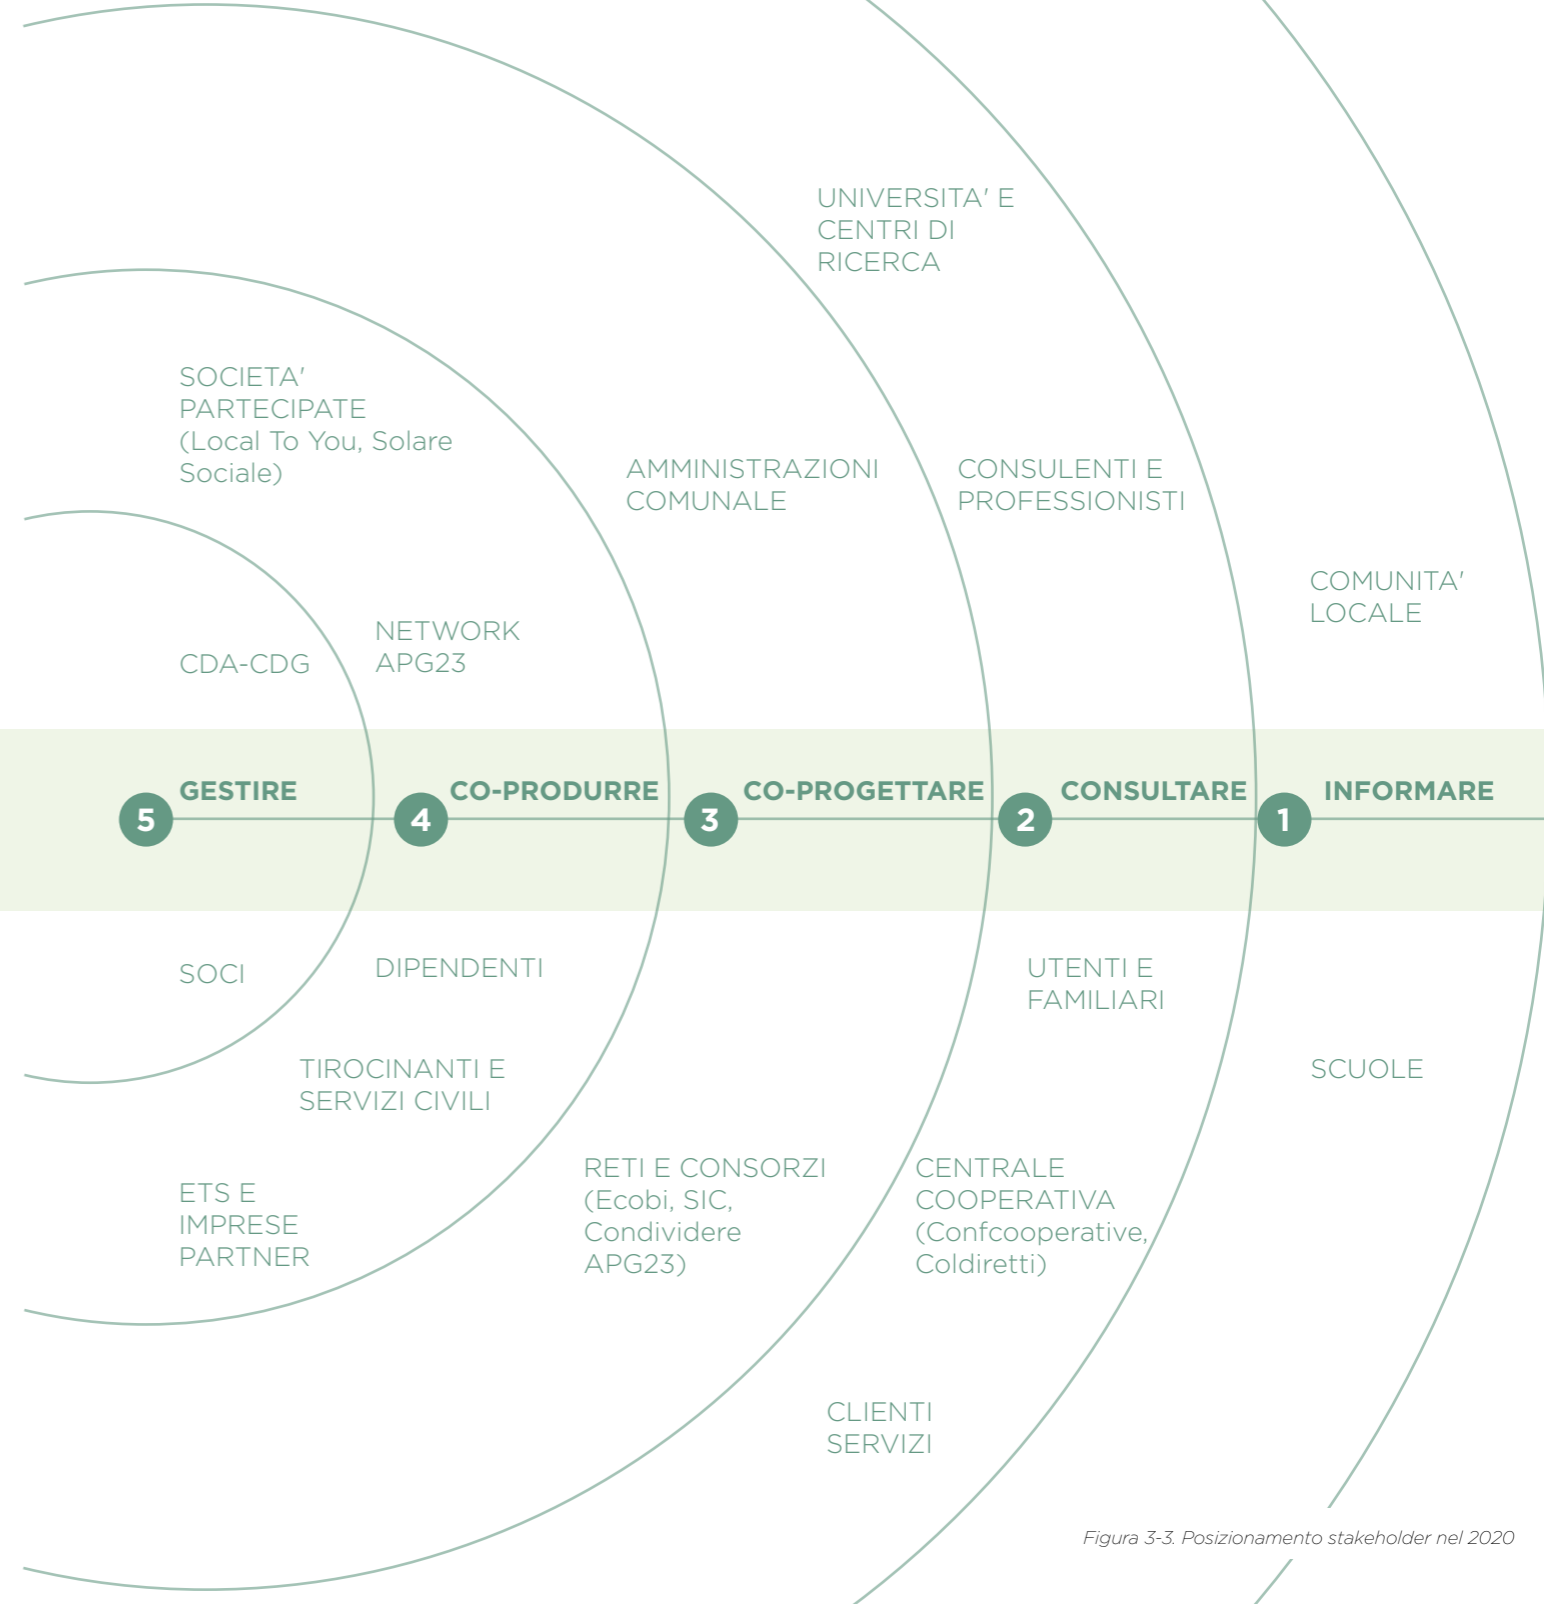 UNIVERSITA' E
CENTRI DI
RICERCA
SOCIETA'
PARTECIPATE
(Local To You, Solare
Sociale)
AMMINISTRAZIONI
COMUNALE
CONSULENTI E
PROFESSIONISTI
COMUNITA'
LOCALE
NETWORK
APG23
CDA-CDG
5 GESTIRE
4 CO-PRODURRE
3 CO-PROGETTARE
2 CONSULTARE
1 INFORMARE
SOCI
DIPENDENTI
UTENTI E
FAMILIARI
TIROCINANTI E
SERVIZI CIVILI
SCUOLE
ETS E
IMPRESE
PARTNER
RETI E CONSORZI
(Ecobi, SIC,
Condividere
APG23)
CENTRALE
COOPERATIVA
(Confcooperative,
Coldiretti)
CLIENTI
SERVIZI
Figura 3-3. Posizionamento stakeholder nel 2020